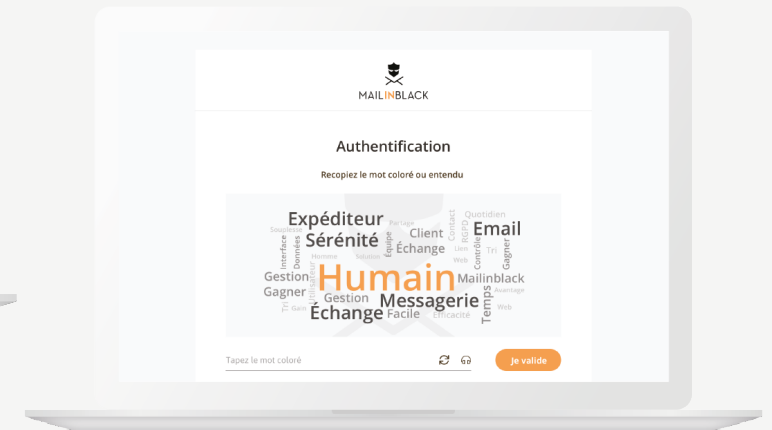 MAILINBLACK
Authentification
Recopiez le mot coloré ou entendu
Quotidien
Contact
Expéditeur
Partage
RGPD
Souplesse
Client
Email
Sérénité
Équipe
Échange
Interface
Données
Lien
Contrôle
Tri
Gagner
Homme
Solution
Web
Humain
Gestion
Mailinblack
Utilisateur
Gagner
Gestion
Messagerie
Temps
Avantage
Tri
Gain
Échange
Facile
Efficacité
Web
Tapez le mot coloré
Je valide